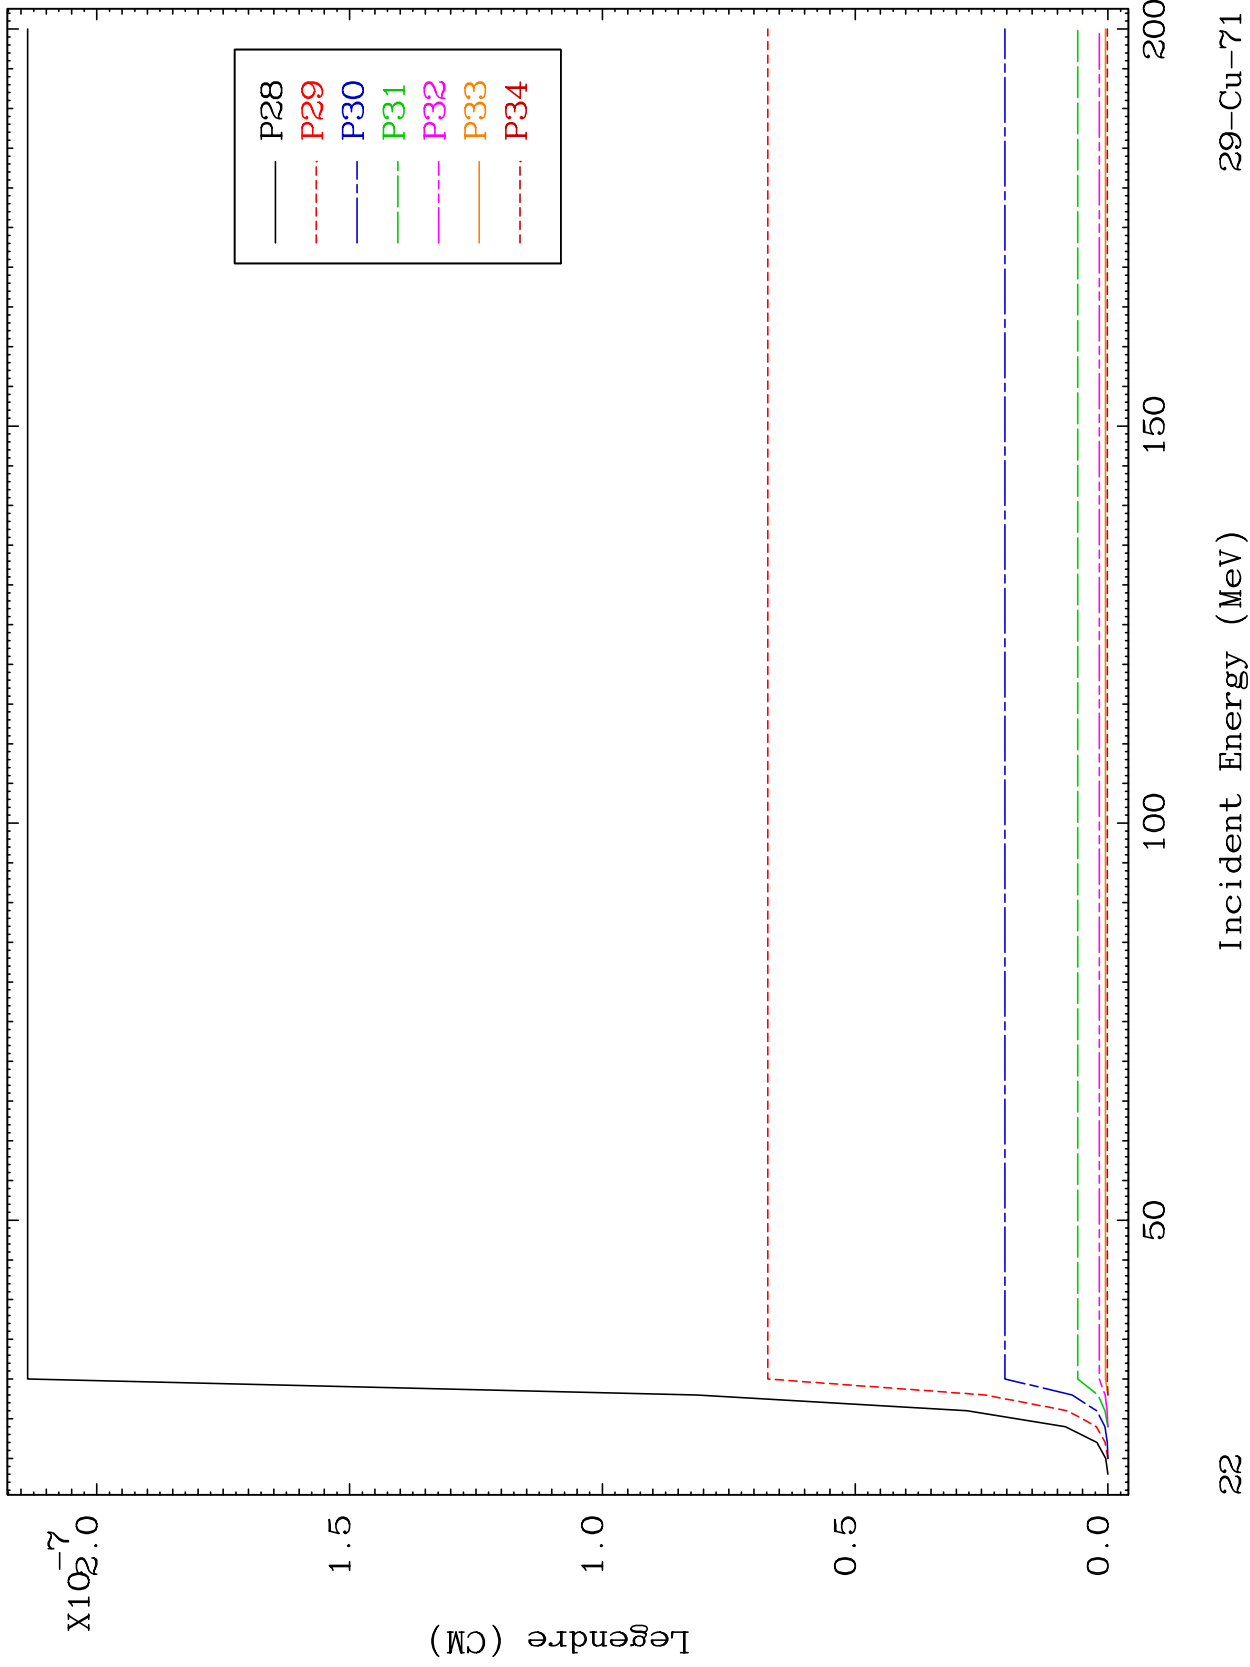 X10-7
2.0
1.5
1.0
0.5
0.0
Legendre (CM)
P28
P29
P30
P31
P32
P33
P34
50
100
150
200
Incident Energy (MeV)
22
29-Cu-71